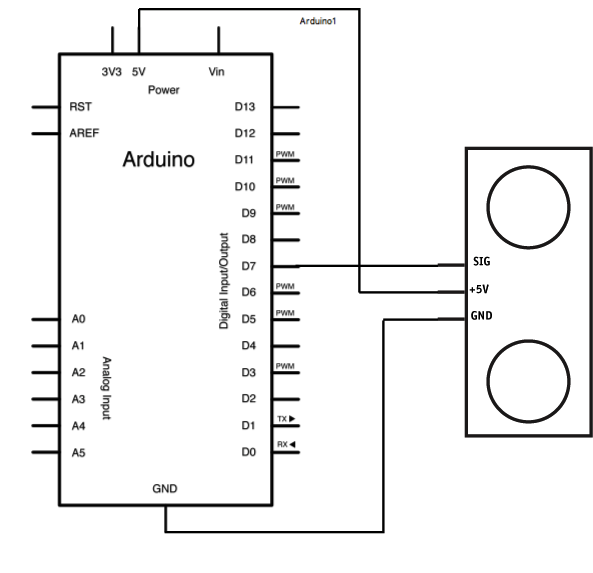 Arduino1
3V3 5V Vin
Power
RST D13
AREF D12
Arduino D11 PWM
D10 PWM
D9 PWM
D8
D7
D6 PWM
A0 D5 PWM
A1 D4
A2 D3 PWM
A3 D2
A4 D1 TX ▶
A5 D0 RX ◀
Analog Input
Digital Input/Output
GND
SIG
+5V
GND